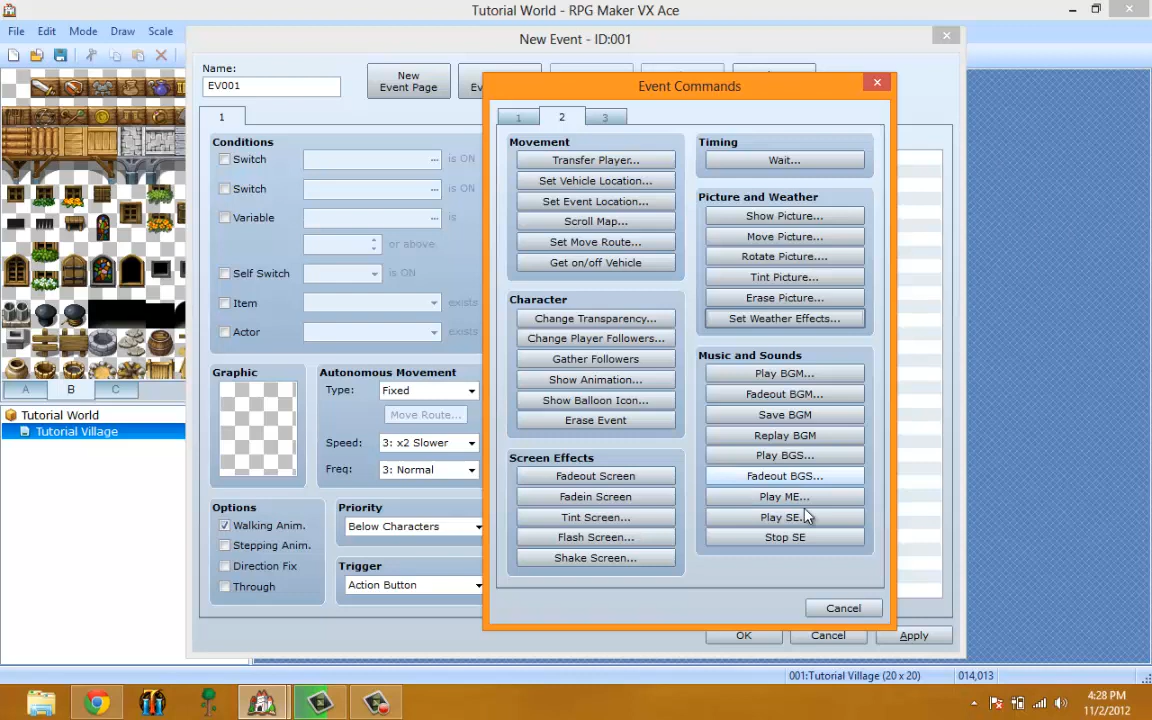 Tutorial World - RPG Maker VX Ace
File Edit Mode Draw Scale
New Event - ID:001
Name:
EV001
New
Event Page
1
Conditions
Switch ... is ON
Switch ... is ON
Variable ... is
or above
Self Switch is ON
Item exists
Actor exists
Graphic
Autonomous Movement
Type: Fixed
Move Route...
Speed: 3: x2 Slower
Freq: 3: Normal
Options
Walking Anim.
Stepping Anim.
Direction Fix
Through
Priority
Below Characters
Trigger
Action Button
OK Cancel Apply
Event Commands
1 2 3
Movement
Transfer Player...
Set Vehicle Location...
Set Event Location...
Scroll Map...
Set Move Route...
Get on/off Vehicle
Character
Change Transparency...
Change Player Followers...
Gather Followers
Show Animation...
Show Balloon Icon...
Erase Event
Screen Effects
Fadeout Screen
Fadein Screen
Tint Screen...
Flash Screen...
Shake Screen...
Timing
Wait...
Picture and Weather
Show Picture...
Move Picture...
Rotate Picture....
Tint Picture...
Erase Picture...
Set Weather Effects...
Music and Sounds
Play BGM...
Fadeout BGM...
Save BGM
Replay BGM
Play BGS...
Fadeout BGS...
Play ME...
Play SE...
Stop SE
Cancel
A B C
Tutorial World
Tutorial Village
001:Tutorial Village (20 x 20) 014,013
4:28 PM
11/2/2012